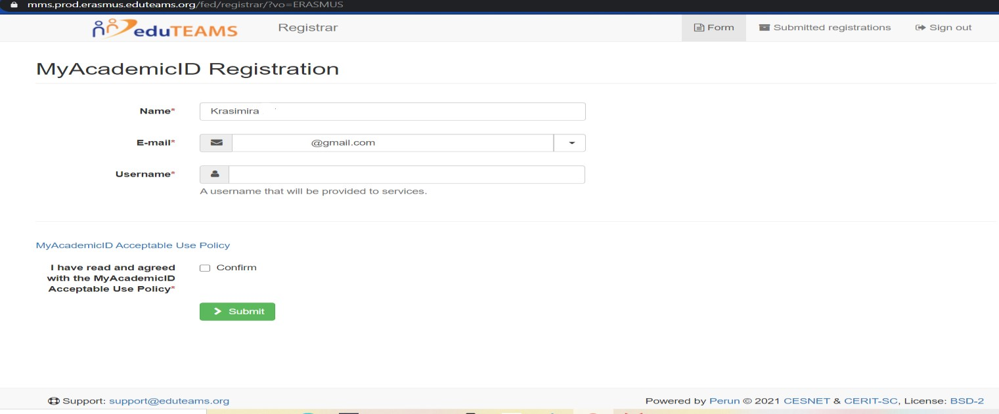 mms.prod.erasmus.eduteams.org/fed/registrar/?vo=ERASMUS
eduTEAMS Registrar Form Submitted registrations Sign out
MyAcademicID Registration
Name* Krasimira
E-mail* @gmail.com
Username*
A username that will be provided to services.
MyAcademicID Acceptable Use Policy
I have read and agreed Confirm
with the MyAcademicID
Acceptable Use Policy*
Submit
Support: support@eduteams.org Powered by Perun © 2021 CESNET & CERIT-SC, License: BSD-2